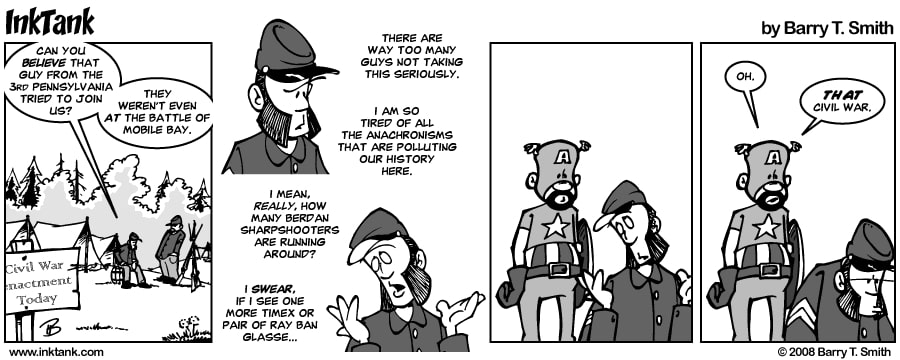 InkTank
by Barry T. Smith
CAN YOU
BELIEVE THAT
GUY FROM THE
3RD PENNSYLVANIA
TRIED TO JOIN
US?
THEY
WEREN'T EVEN
AT THE BATTLE OF
MOBILE BAY.
Civil War
enactment
Today
B
THERE ARE
WAY TOO MANY
GUYS NOT TAKING
THIS SERIOUSLY.
I AM SO
TIRED OF ALL
THE ANACHRONISMS
THAT ARE POLLUTING
OUR HISTORY
HERE.
I MEAN,
REALLY, HOW
MANY BERDAN
SHARPSHOOTERS
ARE RUNNING
AROUND?
I SWEAR,
IF I SEE ONE
MORE TIMEX OR
PAIR OF RAY BAN
GLASSE...
A
A
OH.
THAT
CIVIL WAR.
www.inktank.com
© 2008 Barry T. Smith